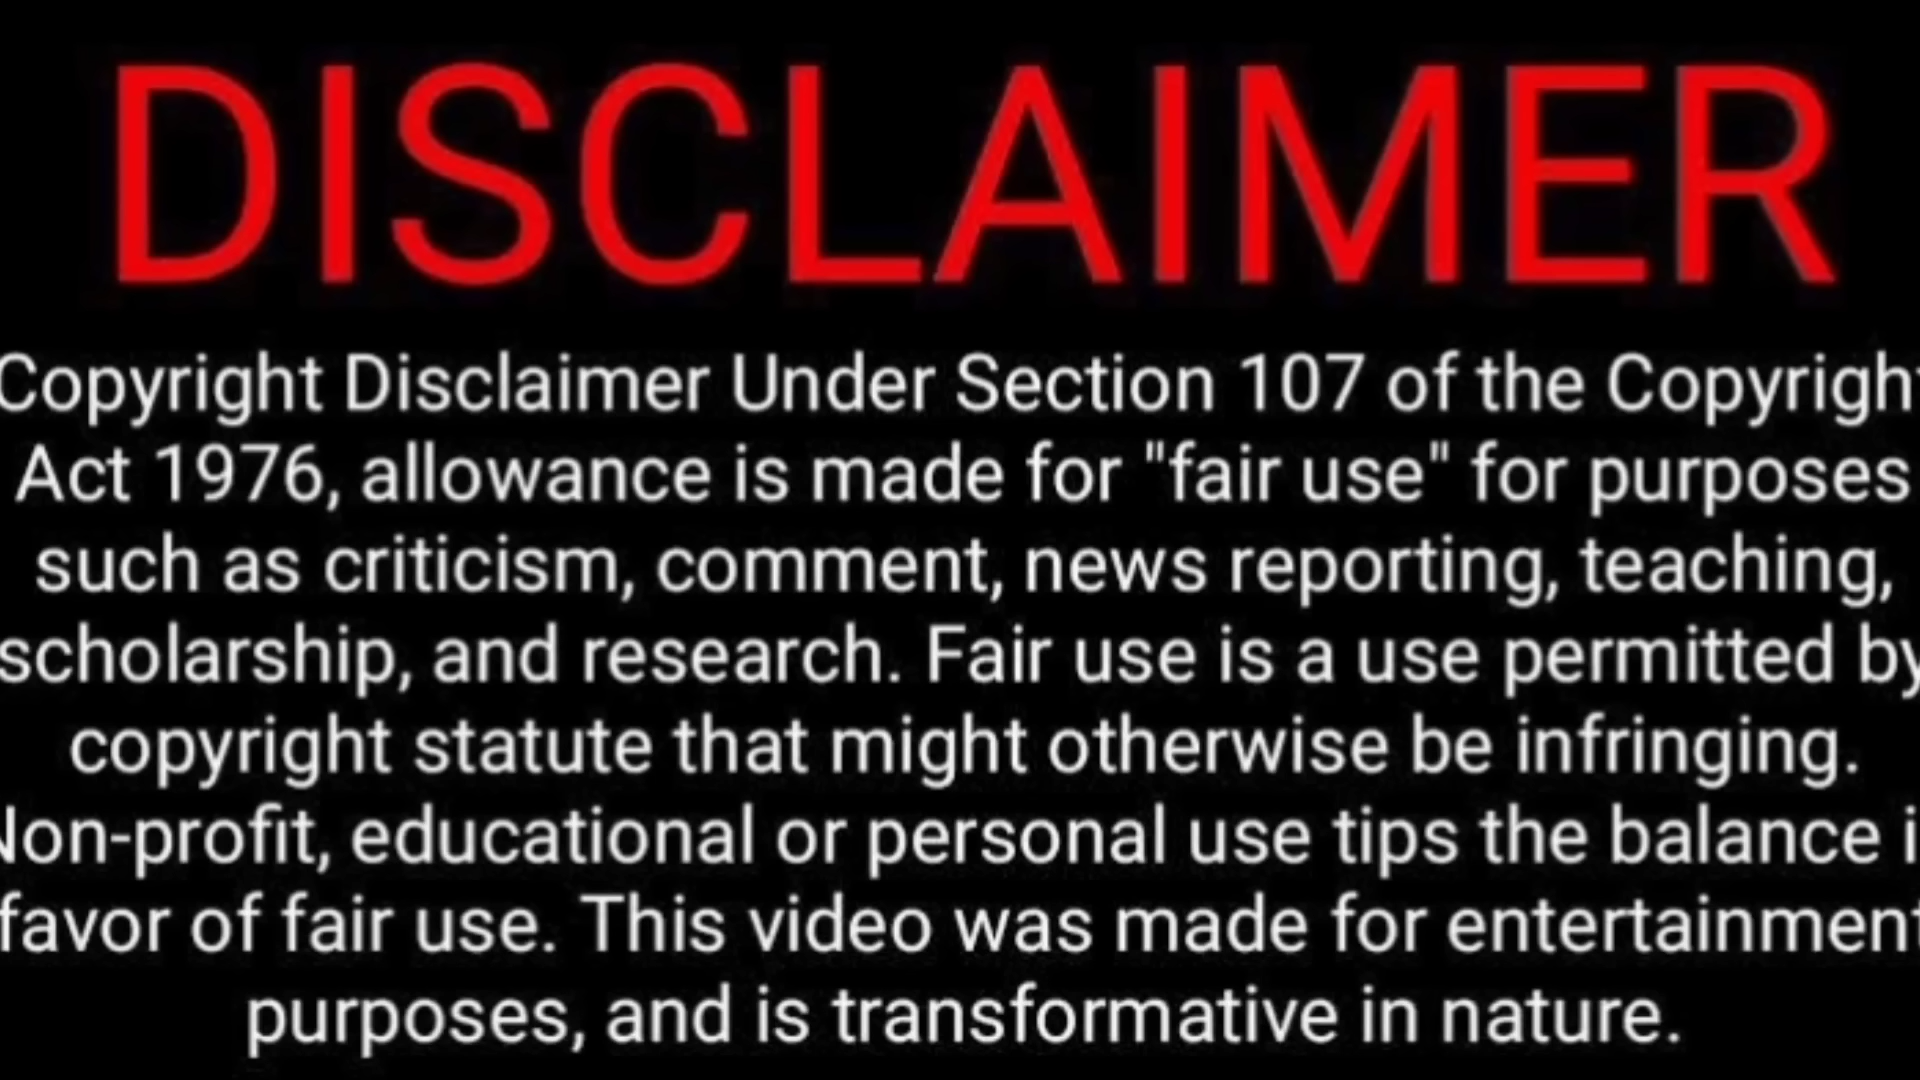 DISCLAIMER
Copyright Disclaimer Under Section 107 of the Copyright
Act 1976, allowance is made for "fair use" for purposes
such as criticism, comment, news reporting, teaching,
scholarship, and research. Fair use is a use permitted by
copyright statute that might otherwise be infringing.
Non-profit, educational or personal use tips the balance i
favor of fair use. This video was made for entertainment
purposes, and is transformative in nature.